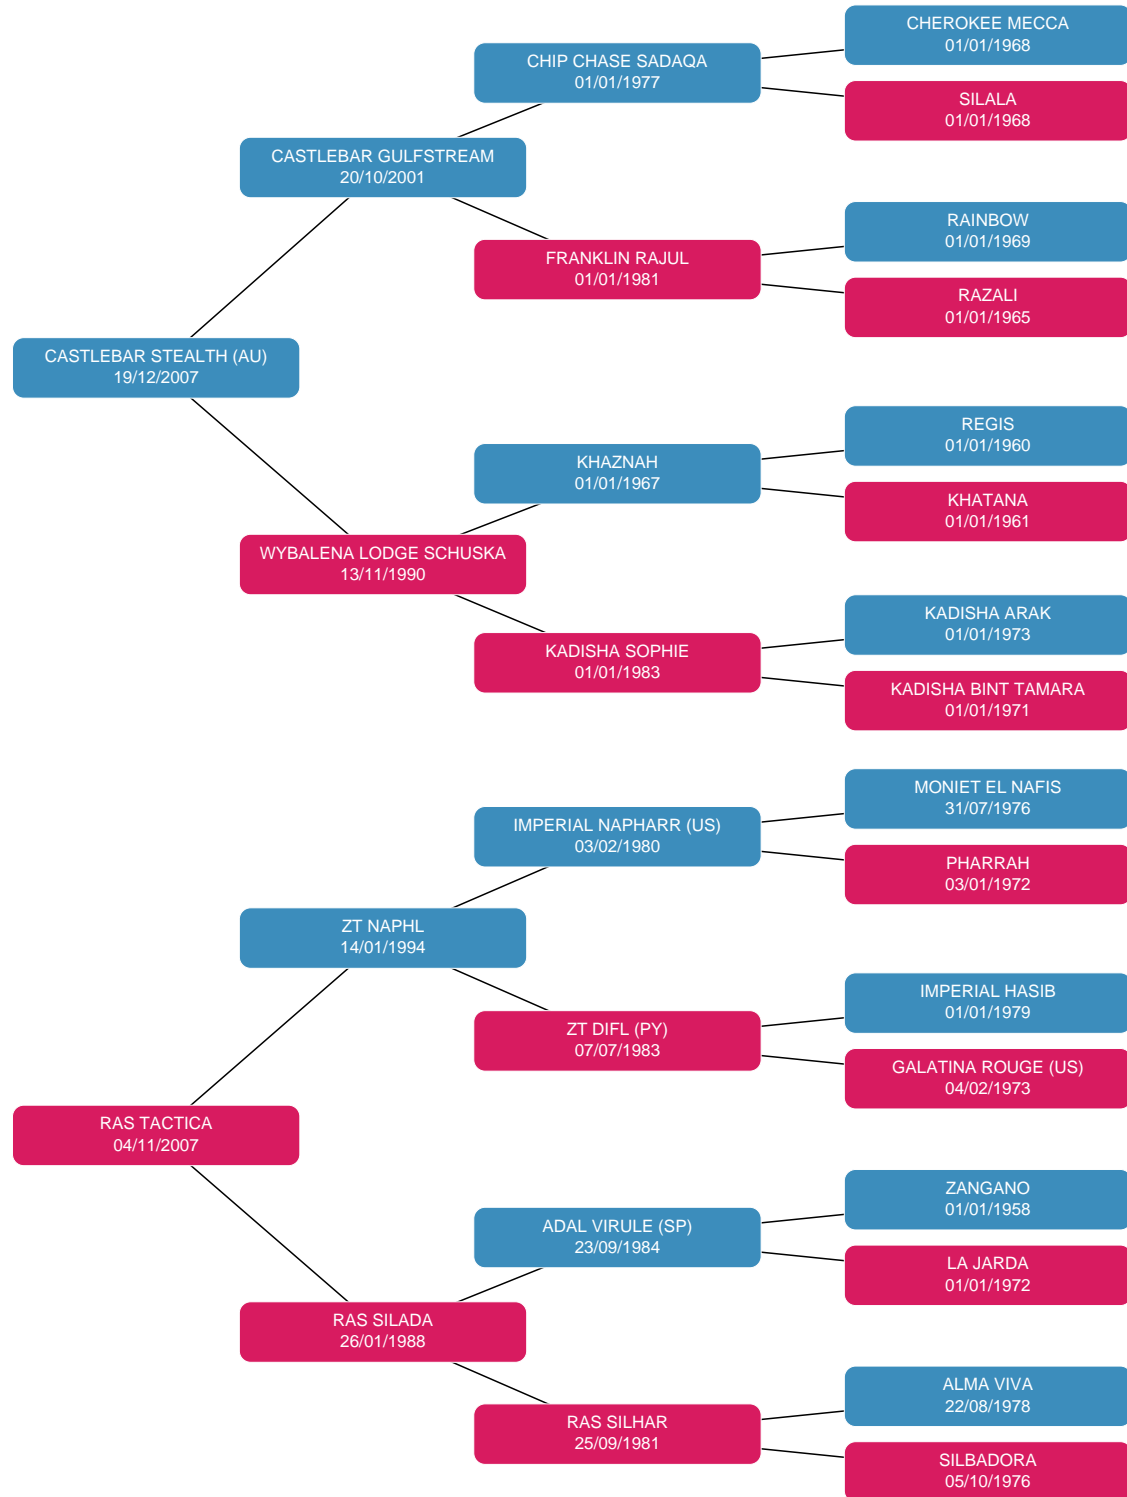 CHEROKEE MECCA
01/01/1968
CHIP CHASE SADAQA
01/01/1977
SILALA
01/01/1968
CASTLEBAR GULFSTREAM
20/10/2001
RAINBOW
01/01/1969
FRANKLIN RAJUL
01/01/1981
RAZALI
01/01/1965
CASTLEBAR STEALTH (AU)
19/12/2007
REGIS
01/01/1960
KHAZNAH
01/01/1967
KHATANA
01/01/1961
WYBALENA LODGE SCHUSKA
13/11/1990
KADISHA ARAK
01/01/1973
KADISHA SOPHIE
01/01/1983
KADISHA BINT TAMARA
01/01/1971
MONIET EL NAFIS
31/07/1976
IMPERIAL NAPHARR (US)
03/02/1980
PHARRAH
03/01/1972
ZT NAPHL
14/01/1994
IMPERIAL HASIB
01/01/1979
ZT DIFL (PY)
07/07/1983
GALATINA ROUGE (US)
04/02/1973
RAS TACTICA
04/11/2007
ZANGANO
01/01/1958
ADAL VIRULE (SP)
23/09/1984
LA JARDA
01/01/1972
RAS SILADA
26/01/1988
ALMA VIVA
22/08/1978
RAS SILHAR
25/09/1981
SILBADORA
05/10/1976